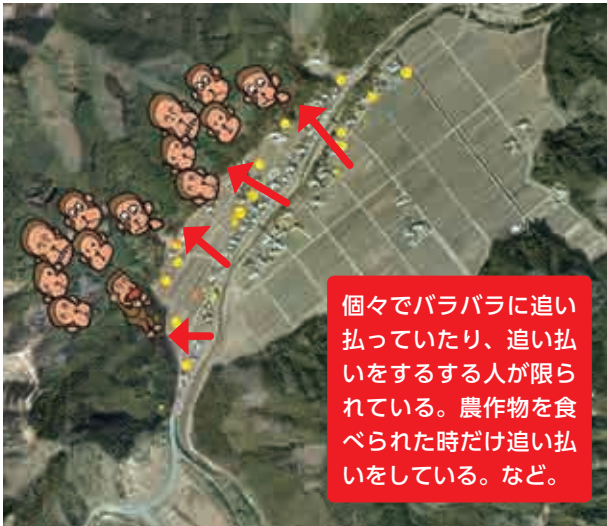 個々でバラバラに追い
払っていたり、追い払
いをするする人が限ら
れている。農作物を食
べられた時だけ追い払
いをしている。など。